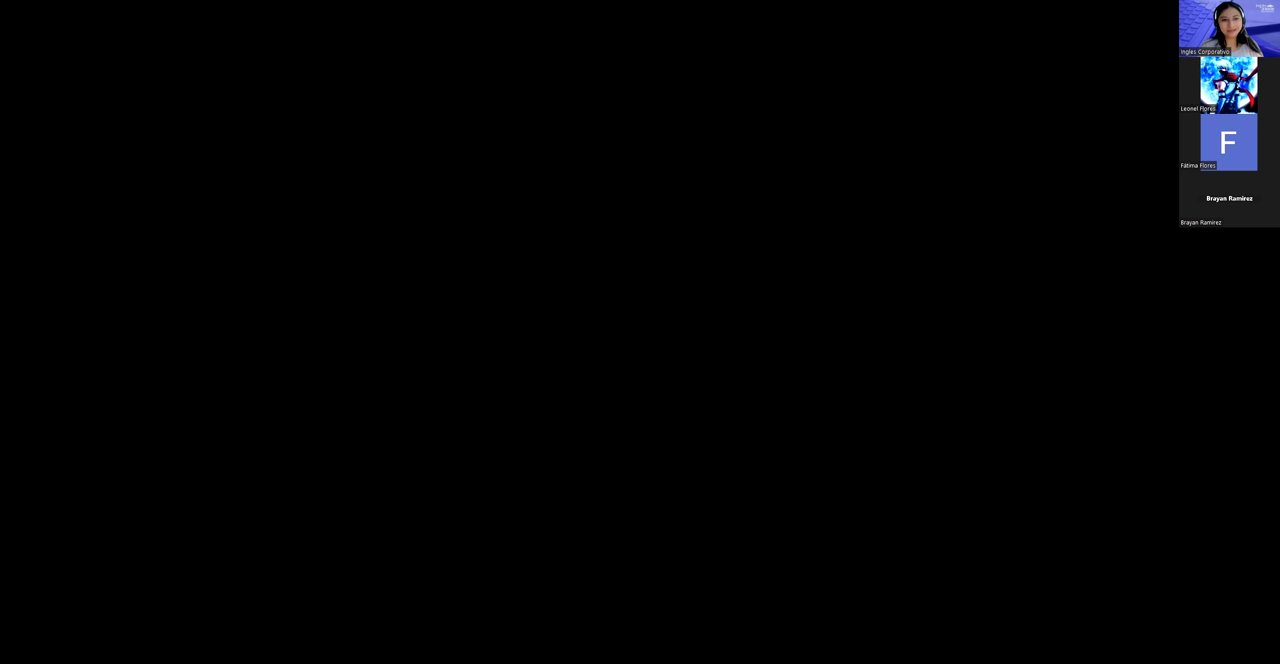 Ingles Corporativo
Leonel Flores
F
Fátima Flores
Brayan Ramirez
Brayan Ramirez